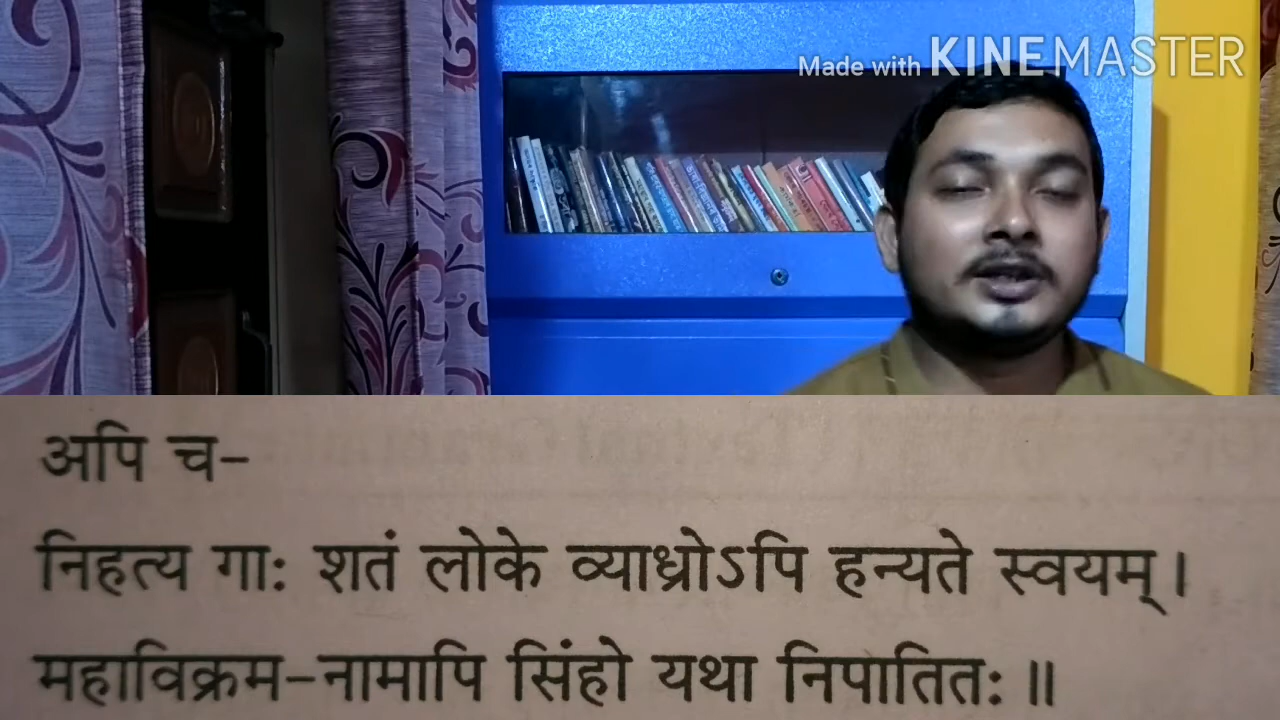 Made with KINEMASTER
अपि च-
निहत्य गाः शतं लोके व्याध्रोऽपि हन्यते स्वयम्।
महाविक्रम-नामापि सिंहो यथा निपातितः॥